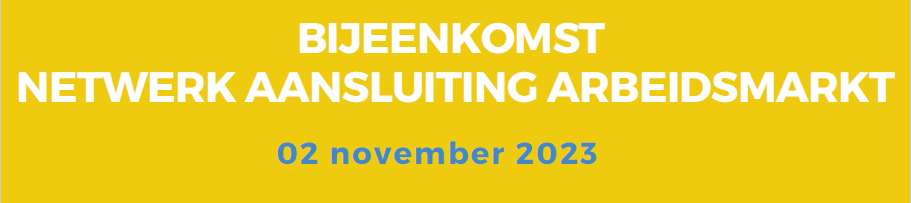 BIJEENKOMST
NETWERK AANSLUITING ARBEIDSMARKT
02 november 2023